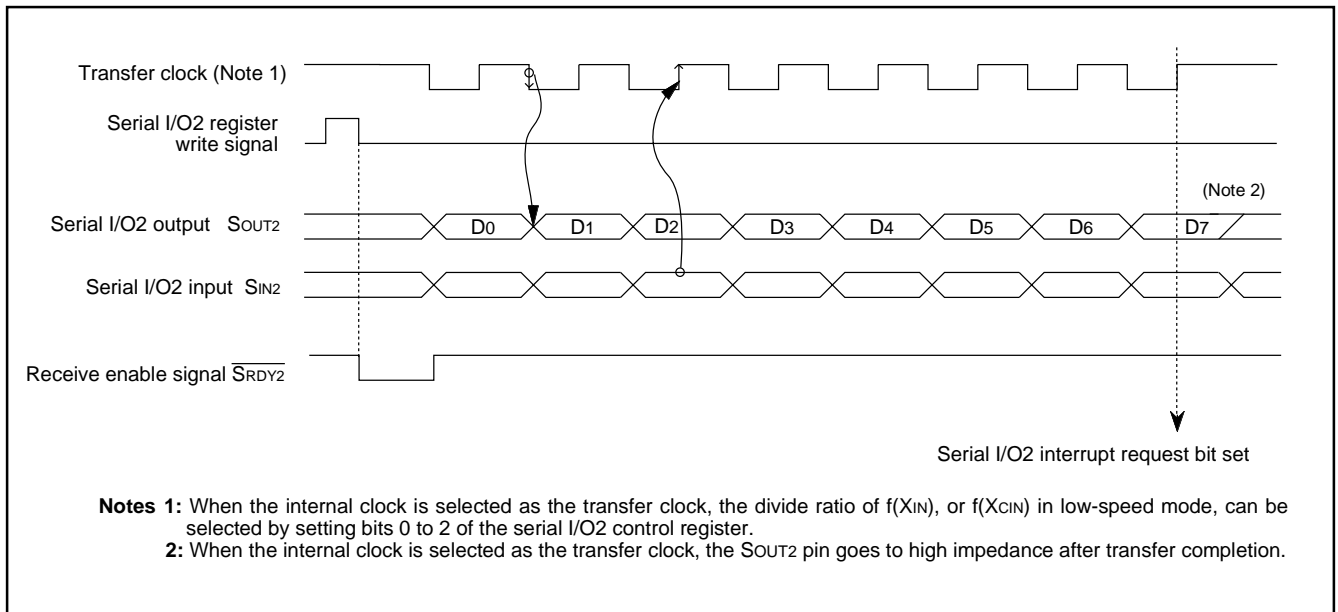 Transfer clock (Note 1)
Serial I/O2 register
write signal
(Note 2)
Serial I/O2 output SOUT2
D0 D1 D2 D3 D4 D5 D6 D7
Serial I/O2 input SIN2
Receive enable signal SRDY2
Serial I/O2 interrupt request bit set
Notes 1: When the internal clock is selected as the transfer clock, the divide ratio of f(XIN), or f(XCIN) in low-speed mode, can be
selected by setting bits 0 to 2 of the serial I/O2 control register.
2: When the internal clock is selected as the transfer clock, the SOUT2 pin goes to high impedance after transfer completion.